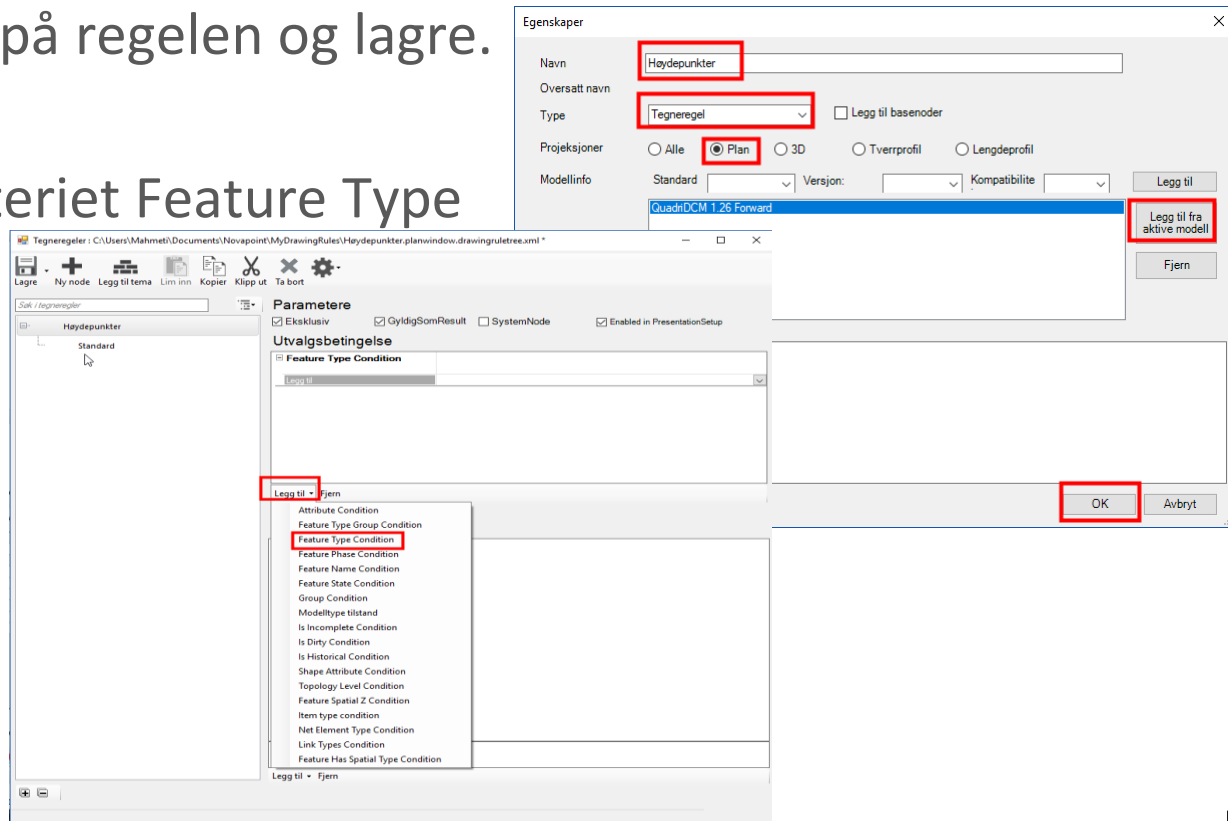 på regelen og lagre.
teriet Feature Type
Egenskaper
Navn Høydepunkter
Oversatt navn
Type Tegneregel Legg til basenoder
Projeksjoner Alle Plan 3D Tverrprofil Lengdeprofil
Modellinfo Standard Versjon: Kompatibilite Legg til
QuadriDCM 1.26 Forward
Legg til fra
aktive modell
Fjern
OK Avbryt
Tegneregeler : C:\Users\Mahmeti\Documents\Novapoint\MyDrawingRules\Høydepunkter.planwindow.drawingruletree.xml *
Lagre Ny node Legg til tema Lim inn Kopier Klipp ut Ta bort
Søk i tegneregler
Høydepunkter
Standard
Parametere
Eksklusiv GyldigSomResult SystemNode Enabled in PresentationSetup
Utvalgsbetingelse
Feature Type Condition
Legg til
Legg til Fjern
Attribute Condition
Feature Type Group Condition
Feature Type Condition
Feature Phase Condition
Feature Name Condition
Feature State Condition
Group Condition
Modelltype tilstand
Is Incomplete Condition
Is Dirty Condition
Is Historical Condition
Shape Attribute Condition
Topology Level Condition
Feature Spatial Z Condition
Item type condition
Net Element Type Condition
Link Types Condition
Feature Has Spatial Type Condition
Legg til Fjern